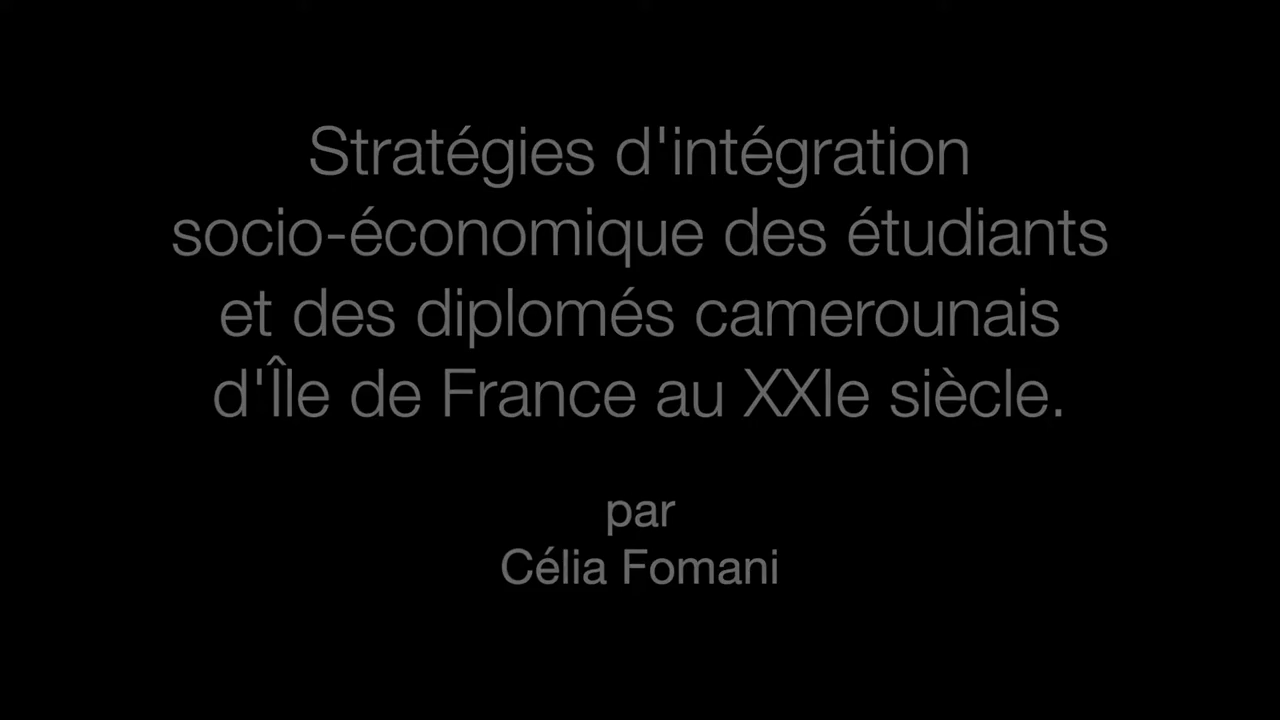 Stratégies d'intégration
socio-économique des étudiants
et des diplomés camerounais
d'Île de France au XXIe siècle.
par
Célia Fomani